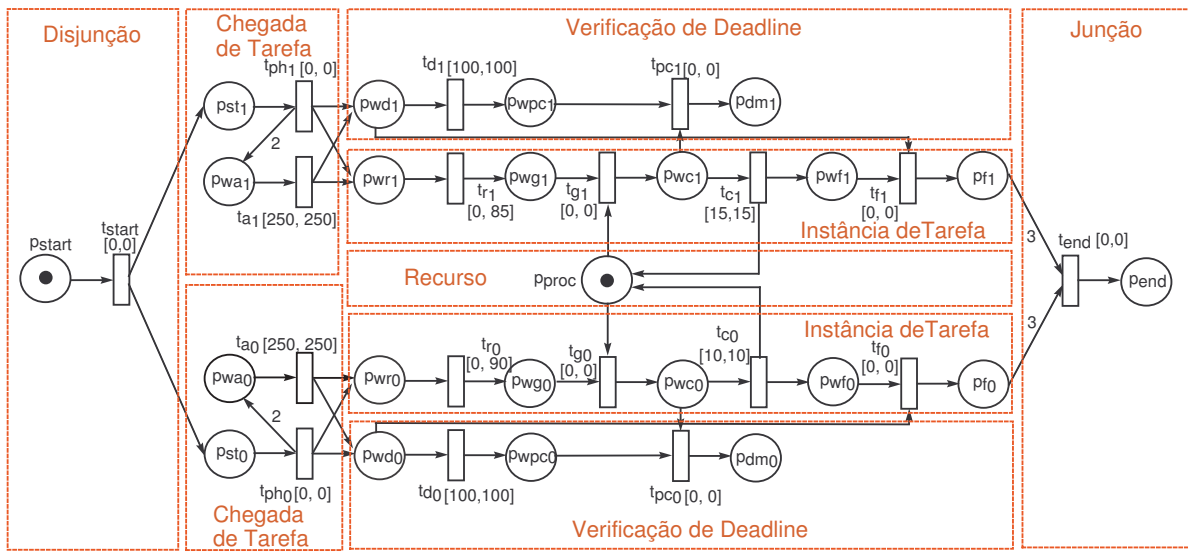 Disjunção
Chegada
de Tarefa
Verificação de Deadline
Junção
tph1 [0, 0]
td1 [100,100]
tpc1 [0, 0]
pst1
pwd1
pwpc1
pdm1
2
pwa1
pwr1
pwg1
pwc1
pwf1
pf1
tr1
[0, 85]
tg1
[0, 0]
tc1
[15,15]
tf1
[0, 0]
ta1
[250, 250]
Instância deTarefa
3
tstart
[0,0]
tend [0,0]
pstart
Recurso
pproc
pend
Instância deTarefa
3
ta0 [250, 250]
tr0
[0, 90]
tg0
[0, 0]
tc0
[10,10]
tf0
[0, 0]
pwa0
pwr0
pwg0
pwc0
pwf0
pf0
2
pst0
pwd0
pwpc0
pdm0
tph0 [0, 0]
td0 [100,100]
tpc0 [0, 0]
Chegada
de Tarefa
Verificação de Deadline